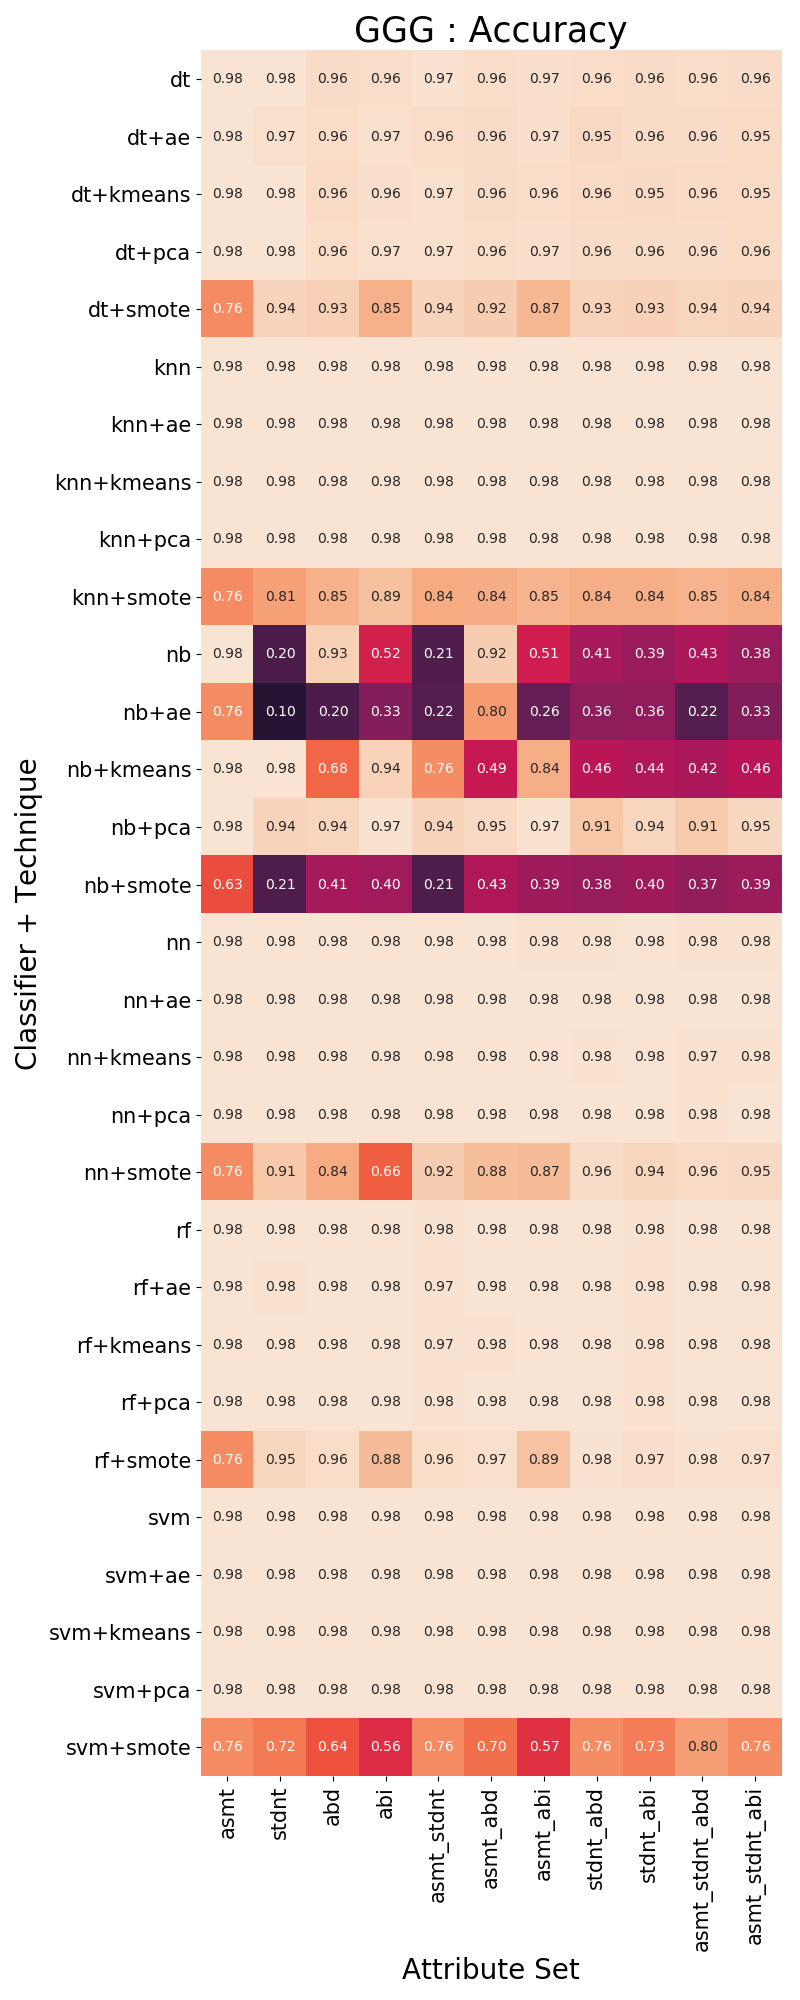 GGG : Accuracy
dt 0.98 0.98 0.96 0.96 0.97 0.96 0.97 0.96 0.96 0.96 0.96
dt+ae 0.98 0.97 0.96 0.97 0.96 0.96 0.97 0.95 0.96 0.96 0.95
dt+kmeans 0.98 0.98 0.96 0.96 0.97 0.96 0.96 0.96 0.95 0.96 0.95
dt+pca 0.98 0.98 0.96 0.97 0.97 0.96 0.97 0.96 0.96 0.96 0.96
dt+smote 0.76 0.94 0.93 0.85 0.94 0.92 0.87 0.93 0.93 0.94 0.94
knn 0.98 0.98 0.98 0.98 0.98 0.98 0.98 0.98 0.98 0.98 0.98
knn+ae 0.98 0.98 0.98 0.98 0.98 0.98 0.98 0.98 0.98 0.98 0.98
knn+kmeans 0.98 0.98 0.98 0.98 0.98 0.98 0.98 0.98 0.98 0.98 0.98
knn+pca 0.98 0.98 0.98 0.98 0.98 0.98 0.98 0.98 0.98 0.98 0.98
knn+smote 0.76 0.81 0.85 0.89 0.84 0.84 0.85 0.84 0.84 0.85 0.84
nb 0.98 0.20 0.93 0.52 0.21 0.92 0.51 0.41 0.39 0.43 0.38
nb+ae 0.76 0.10 0.20 0.33 0.22 0.80 0.26 0.36 0.36 0.22 0.33
nb+kmeans 0.98 0.98 0.68 0.94 0.76 0.49 0.84 0.46 0.44 0.42 0.46
nb+pca 0.98 0.94 0.94 0.97 0.94 0.95 0.97 0.91 0.94 0.91 0.95
nb+smote 0.63 0.21 0.41 0.40 0.21 0.43 0.39 0.38 0.40 0.37 0.39
nn 0.98 0.98 0.98 0.98 0.98 0.98 0.98 0.98 0.98 0.98 0.98
nn+ae 0.98 0.98 0.98 0.98 0.98 0.98 0.98 0.98 0.98 0.98 0.98
nn+kmeans 0.98 0.98 0.98 0.98 0.98 0.98 0.98 0.98 0.98 0.97 0.98
nn+pca 0.98 0.98 0.98 0.98 0.98 0.98 0.98 0.98 0.98 0.98 0.98
nn+smote 0.76 0.91 0.84 0.66 0.92 0.88 0.87 0.96 0.94 0.96 0.95
rf 0.98 0.98 0.98 0.98 0.98 0.98 0.98 0.98 0.98 0.98 0.98
rf+ae 0.98 0.98 0.98 0.98 0.97 0.98 0.98 0.98 0.98 0.98 0.98
rf+kmeans 0.98 0.98 0.98 0.98 0.97 0.98 0.98 0.98 0.98 0.98 0.98
rf+pca 0.98 0.98 0.98 0.98 0.98 0.98 0.98 0.98 0.98 0.98 0.98
rf+smote 0.76 0.95 0.96 0.88 0.96 0.97 0.89 0.98 0.97 0.98 0.97
svm 0.98 0.98 0.98 0.98 0.98 0.98 0.98 0.98 0.98 0.98 0.98
svm+ae 0.98 0.98 0.98 0.98 0.98 0.98 0.98 0.98 0.98 0.98 0.98
svm+kmeans 0.98 0.98 0.98 0.98 0.98 0.98 0.98 0.98 0.98 0.98 0.98
svm+pca 0.98 0.98 0.98 0.98 0.98 0.98 0.98 0.98 0.98 0.98 0.98
svm+smote 0.76 0.72 0.64 0.56 0.76 0.70 0.57 0.76 0.73 0.80 0.76
Classifier + Technique
asmt
stdnt
abd
abi
asmt_stdnt
asmt_abd
asmt_abi
stdnt_abd
stdnt_abi
asmt_stdnt_abd
asmt_stdnt_abi
Attribute Set